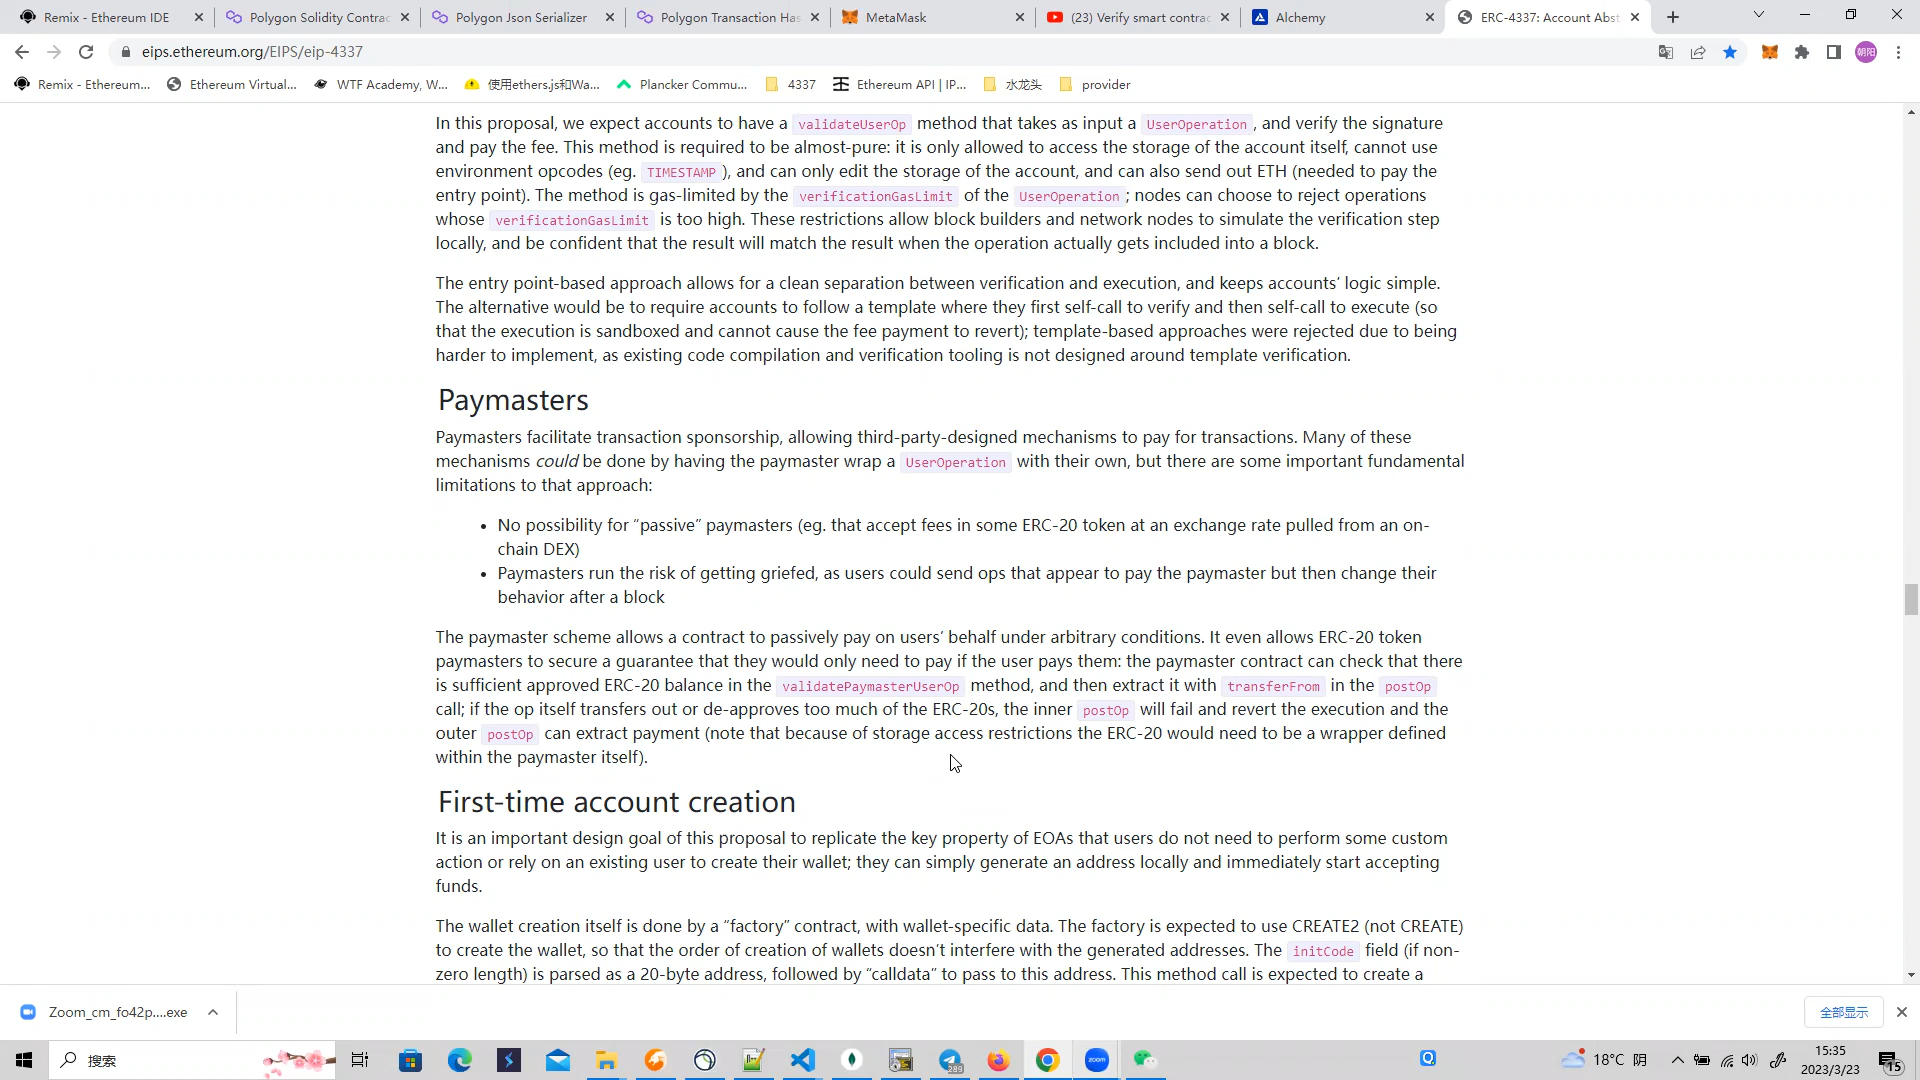 Remix - Ethereum IDE
Polygon Solidity Contrac
Polygon Json Serializer
Polygon Transaction Has
MetaMask
(23) Verify smart contrac
Alchemy
ERC-4337: Account Abst
eips.ethereum.org/EIPS/eip-4337
朝阳
Remix - Ethereum...
Ethereum Virtual...
WTF Academy, W...
使用ethers.js和Wa...
Plancker Commu...
4337
Ethereum API | IP...
水龙头
provider
In this proposal, we expect accounts to have a validateUserOp method that takes as input a UserOperation, and verify the signature
and pay the fee. This method is required to be almost-pure: it is only allowed to access the storage of the account itself, cannot use
environment opcodes (eg. TIMESTAMP), and can only edit the storage of the account, and can also send out ETH (needed to pay the
entry point). The method is gas-limited by the verificationGasLimit of the UserOperation; nodes can choose to reject operations
whose verificationGasLimit is too high. These restrictions allow block builders and network nodes to simulate the verification step
locally, and be confident that the result will match the result when the operation actually gets included into a block.
The entry point-based approach allows for a clean separation between verification and execution, and keeps accounts’ logic simple.
The alternative would be to require accounts to follow a template where they first self-call to verify and then self-call to execute (so
that the execution is sandboxed and cannot cause the fee payment to revert); template-based approaches were rejected due to being
harder to implement, as existing code compilation and verification tooling is not designed around template verification.
Paymasters
Paymasters facilitate transaction sponsorship, allowing third-party-designed mechanisms to pay for transactions. Many of these
mechanisms could be done by having the paymaster wrap a UserOperation with their own, but there are some important fundamental
limitations to that approach:
• No possibility for “passive” paymasters (eg. that accept fees in some ERC-20 token at an exchange rate pulled from an on-
chain DEX)
• Paymasters run the risk of getting griefed, as users could send ops that appear to pay the paymaster but then change their
behavior after a block
The paymaster scheme allows a contract to passively pay on users’ behalf under arbitrary conditions. It even allows ERC-20 token
paymasters to secure a guarantee that they would only need to pay if the user pays them: the paymaster contract can check that there
is sufficient approved ERC-20 balance in the validatePaymasterUserOp method, and then extract it with transferFrom in the postOp
call; if the op itself transfers out or de-approves too much of the ERC-20s, the inner postOp will fail and revert the execution and the
outer postOp can extract payment (note that because of storage access restrictions the ERC-20 would need to be a wrapper defined
within the paymaster itself).
First-time account creation
It is an important design goal of this proposal to replicate the key property of EOAs that users do not need to perform some custom
action or rely on an existing user to create their wallet; they can simply generate an address locally and immediately start accepting
funds.
The wallet creation itself is done by a “factory” contract, with wallet-specific data. The factory is expected to use CREATE2 (not CREATE)
to create the wallet, so that the order of creation of wallets doesn’t interfere with the generated addresses. The initCode field (if non-
zero length) is parsed as a 20-byte address, followed by “calldata” to pass to this address. This method call is expected to create a
Zoom_cm_fo42p....exe
全部显示
搜索
289
zoom
18°C 阴
15:35
2023/3/23
15